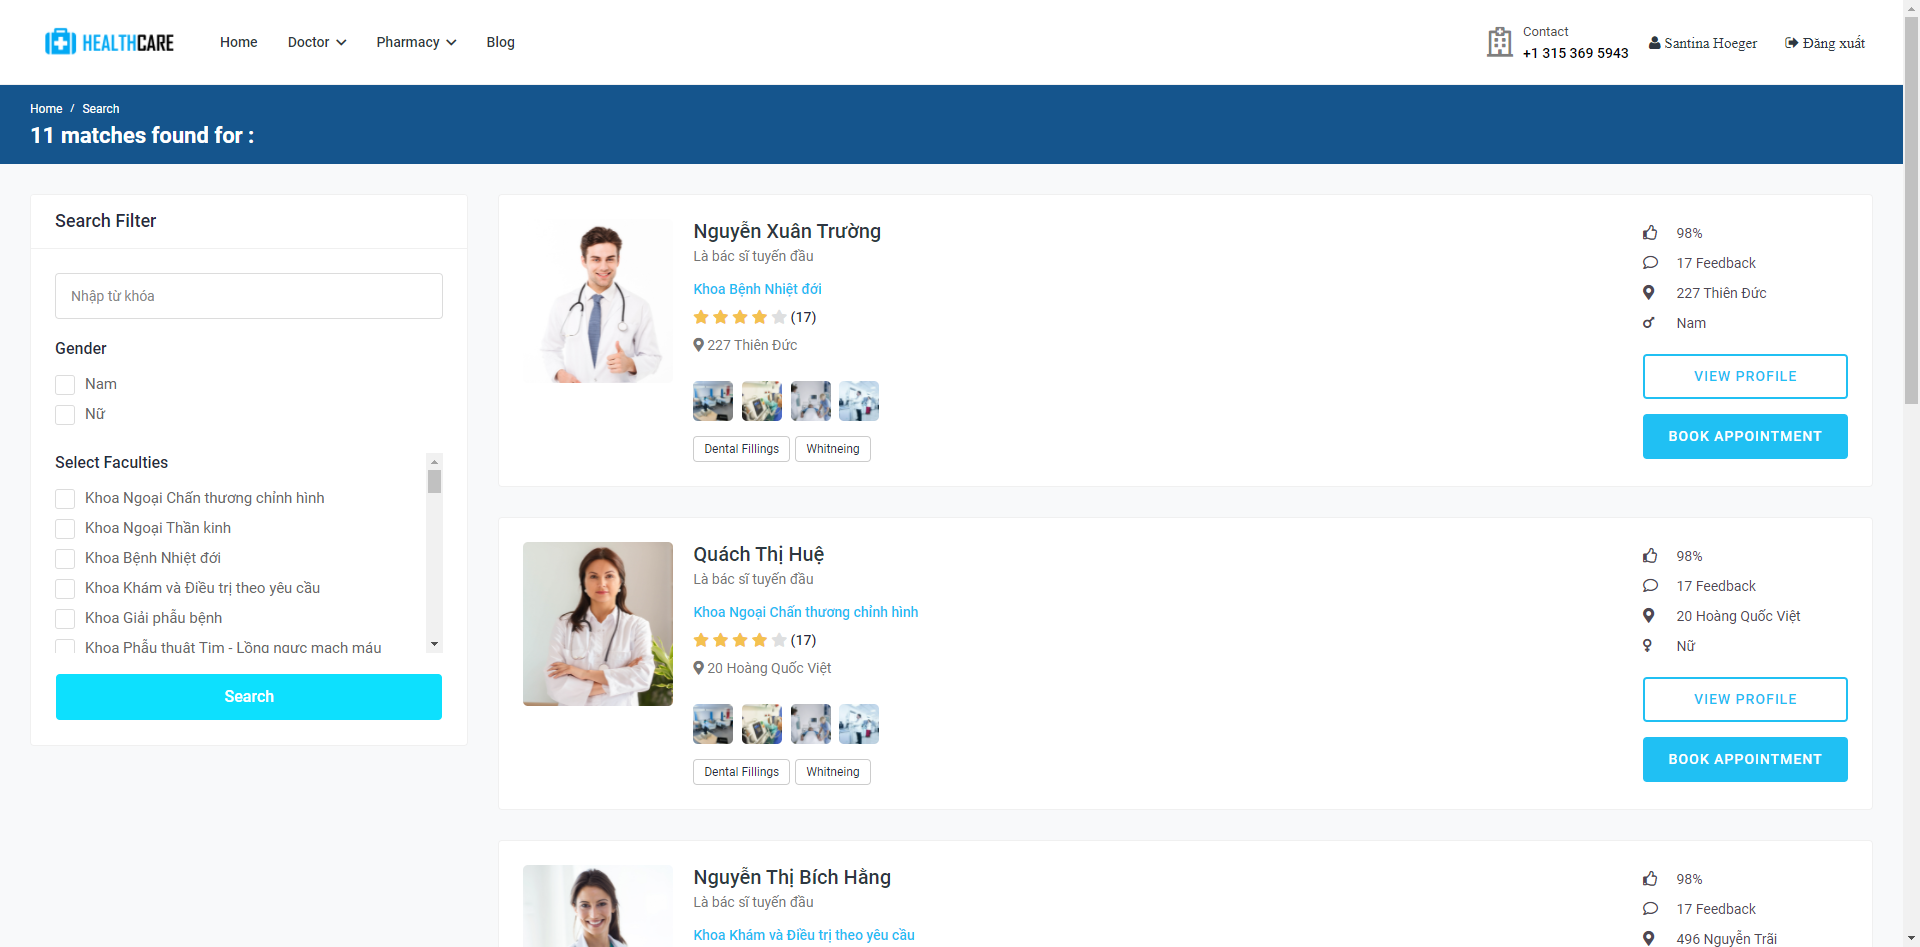 HEALTHCARE
Home
Doctor
Pharmacy
Blog
Contact
+1 315 369 5943
Santina Hoeger
Đăng xuất
Home / Search
11 matches found for :
Search Filter
Nhập từ khóa
Gender
Nam
Nữ
Select Faculties
Khoa Ngoại Chấn thương chỉnh hình
Khoa Ngoại Thần kinh
Khoa Bệnh Nhiệt đới
Khoa Khám và Điều trị theo yêu cầu
Khoa Giải phẫu bệnh
Khoa Phẫu thuật Tim - Lồng ngực mạch máu
Search
Nguyễn Xuân Trường
Là bác sĩ tuyến đầu
Khoa Bệnh Nhiệt đới
(17)
227 Thiên Đức
Dental Fillings
Whitneing
98%
17 Feedback
227 Thiên Đức
Nam
VIEW PROFILE
BOOK APPOINTMENT
Quách Thị Huệ
Là bác sĩ tuyến đầu
Khoa Ngoại Chấn thương chỉnh hình
(17)
20 Hoàng Quốc Việt
Dental Fillings
Whitneing
98%
17 Feedback
20 Hoàng Quốc Việt
Nữ
VIEW PROFILE
BOOK APPOINTMENT
Nguyễn Thị Bích Hằng
Là bác sĩ tuyến đầu
Khoa Khám và Điều trị theo yêu cầu
98%
17 Feedback
496 Nguyễn Trãi